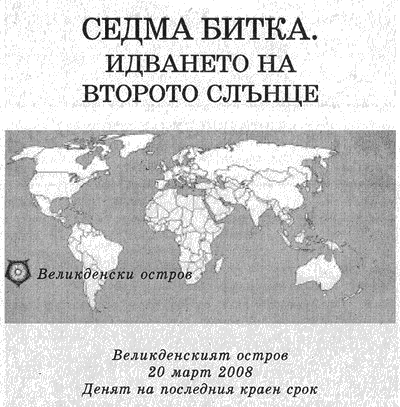 СЕДМА БИТКА.
ИДВАНЕТО НА
ВТОРОТО СЛЪНЦЕ
Великденски остров
Великденският остров
20 март 2008
Денят на последния краен срок